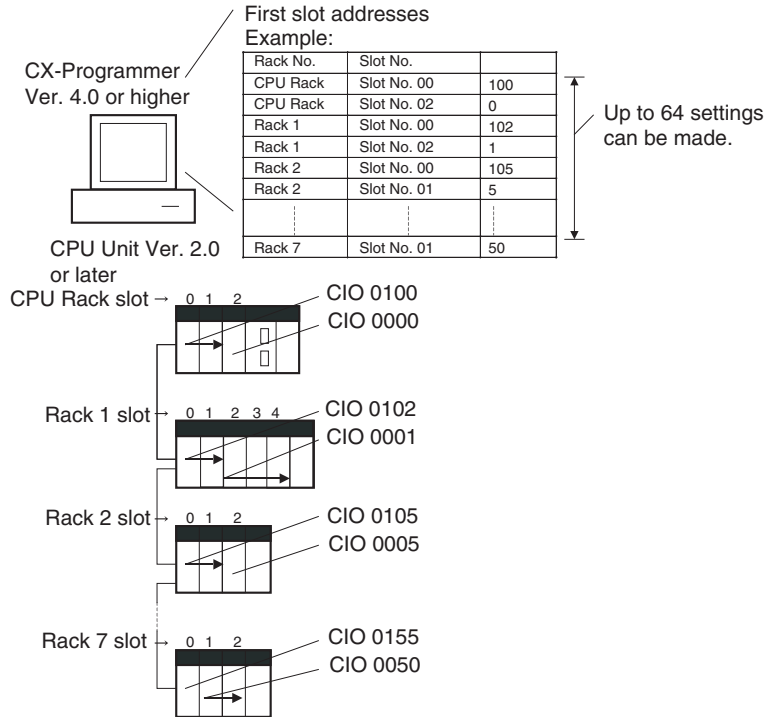 First slot addresses
Example:
CX-Programmer
Ver. 4.0 or higher
Rack No. Slot No.
CPU Rack Slot No. 00 100
CPU Rack Slot No. 02 0
Rack 1 Slot No. 00 102
Rack 1 Slot No. 02 1
Rack 2 Slot No. 00 105
Rack 2 Slot No. 01 5
Rack 7 Slot No. 01 50
Up to 64 settings
can be made.
CPU Unit Ver. 2.0
or later
CPU Rack slot → 0 1 2
CIO 0100
CIO 0000
Rack 1 slot → 0 1 2 3 4
CIO 0102
CIO 0001
Rack 2 slot → 0 1 2
CIO 0105
CIO 0005
Rack 7 slot → 0 1 2
CIO 0155
CIO 0050